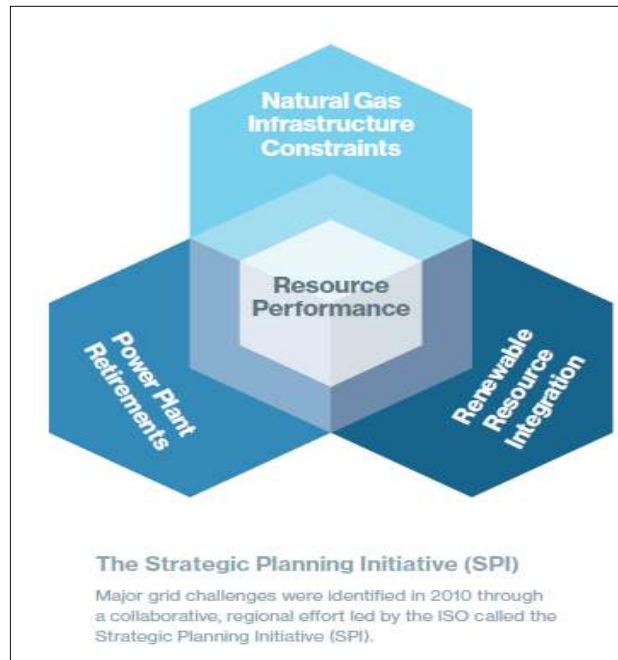 Natural Gas
Infrastructure
Constraints
Resource
Performance
Power Plant
Retirements
Renewable
Resource
Integration
The Strategic Planning Initiative (SPI)
Major grid challenges were identified in 2010 through
a collaborative, regional effort led by the ISO called the
Strategic Planning Initiative (SPI).